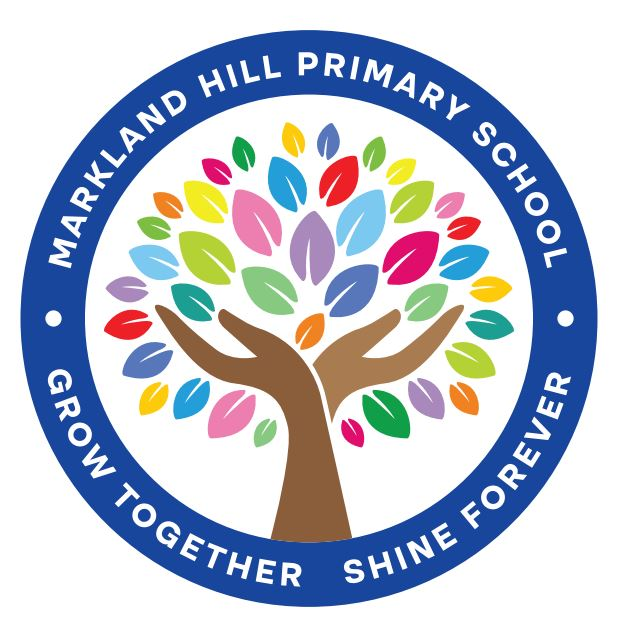 MARKLAND HILL PRIMARY SCHOOL
GROW TOGETHER SHINE FOREVER